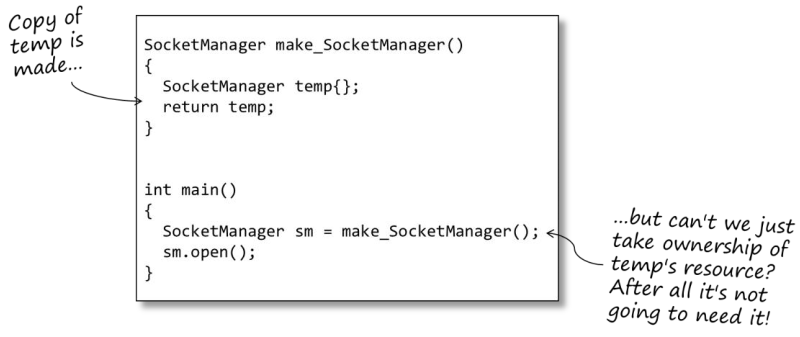 Copy of
temp is
made...
SocketManager make_SocketManager()
{
  SocketManager temp{};
  return temp;
}
int main()
{
  SocketManager sm = make_SocketManager();
  sm.open();
}
...but can't we just
take ownership of
temp's resource?
After all it's not
going to need it!